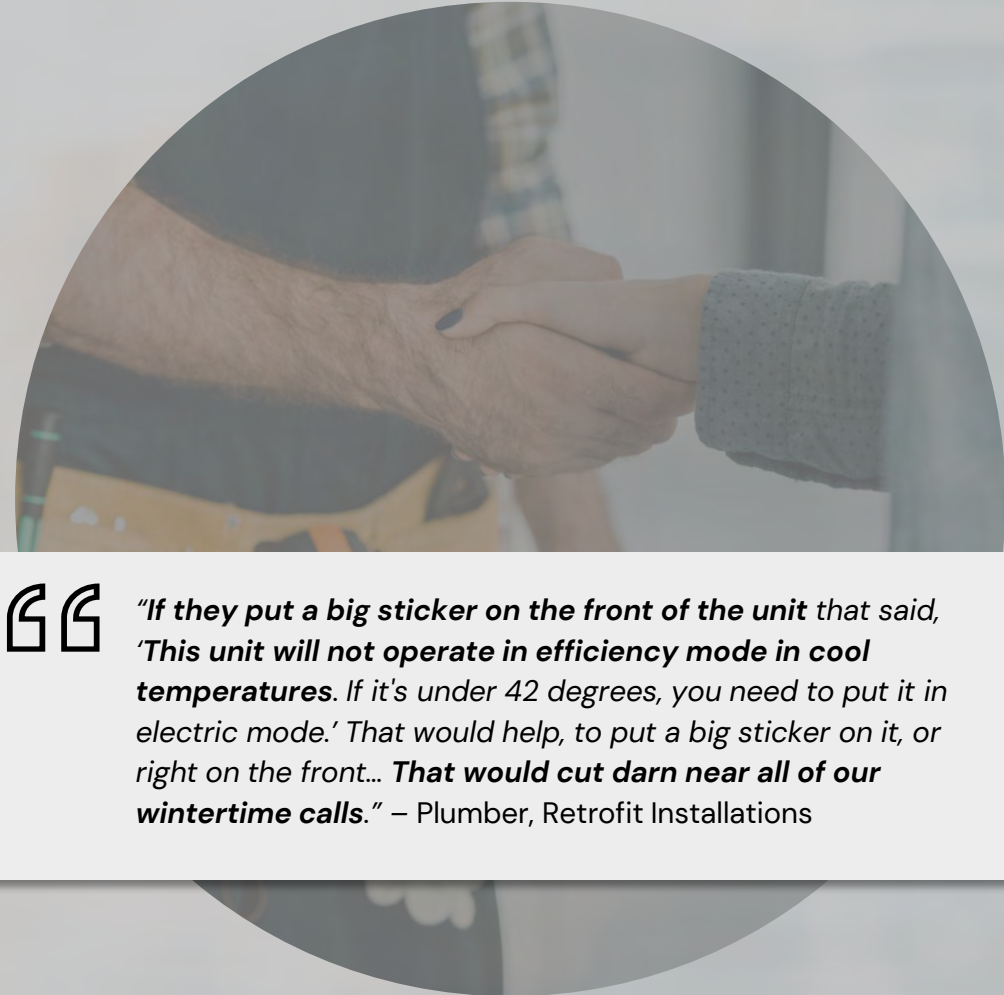 “If they put a big sticker on the front of the unit that said,
‘This unit will not operate in efficiency mode in cool
temperatures. If it's under 42 degrees, you need to put it in
electric mode.’ That would help, to put a big sticker on it, or
right on the front… That would cut darn near all of our
wintertime calls.” – Plumber, Retrofit Installations